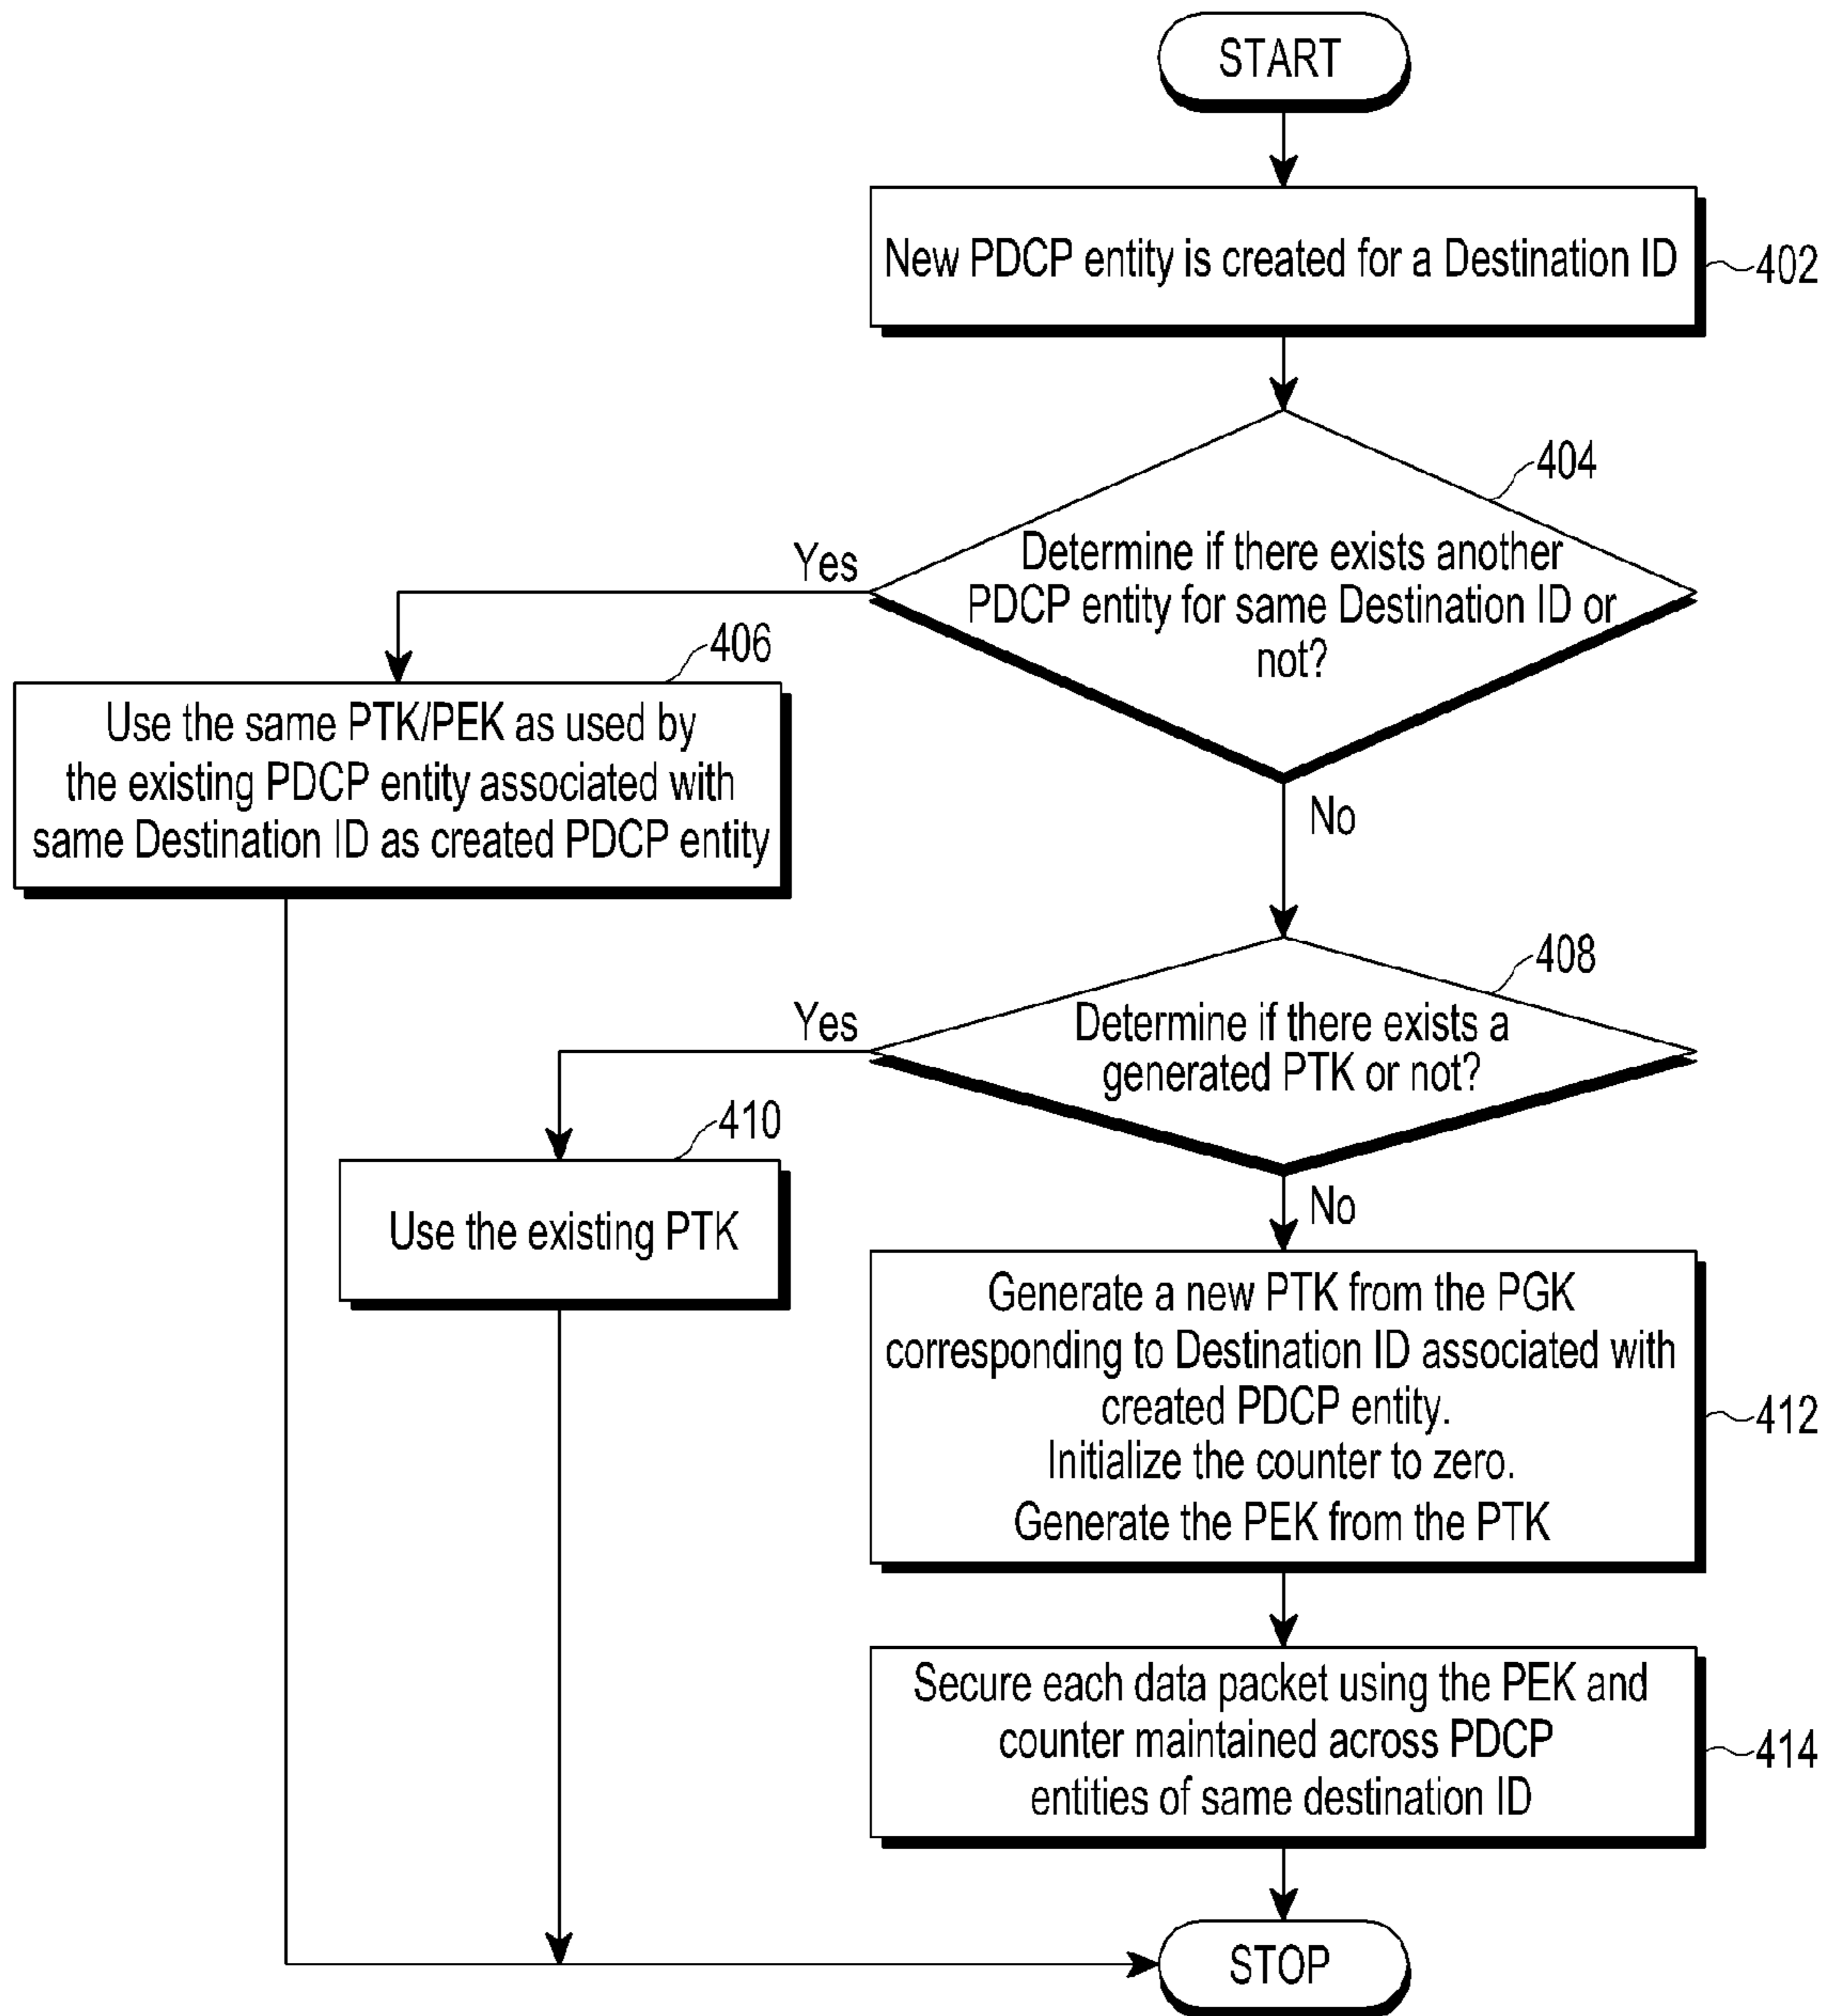 START
New PDCP entity is created for a Destination ID
402
404
Determine if there exists another
PDCP entity for same Destination ID or
not?
Yes
No
406
Use the same PTK/PEK as used by
the existing PDCP entity associated with
same Destination ID as created PDCP entity
408
Determine if there exists a
generated PTK or not?
Yes
No
410
Use the existing PTK
Generate a new PTK from the PGK
corresponding to Destination ID associated with
created PDCP entity.
Initialize the counter to zero.
Generate the PEK from the PTK
412
Secure each data packet using the PEK and
counter maintained across PDCP
entities of same destination ID
414
STOP